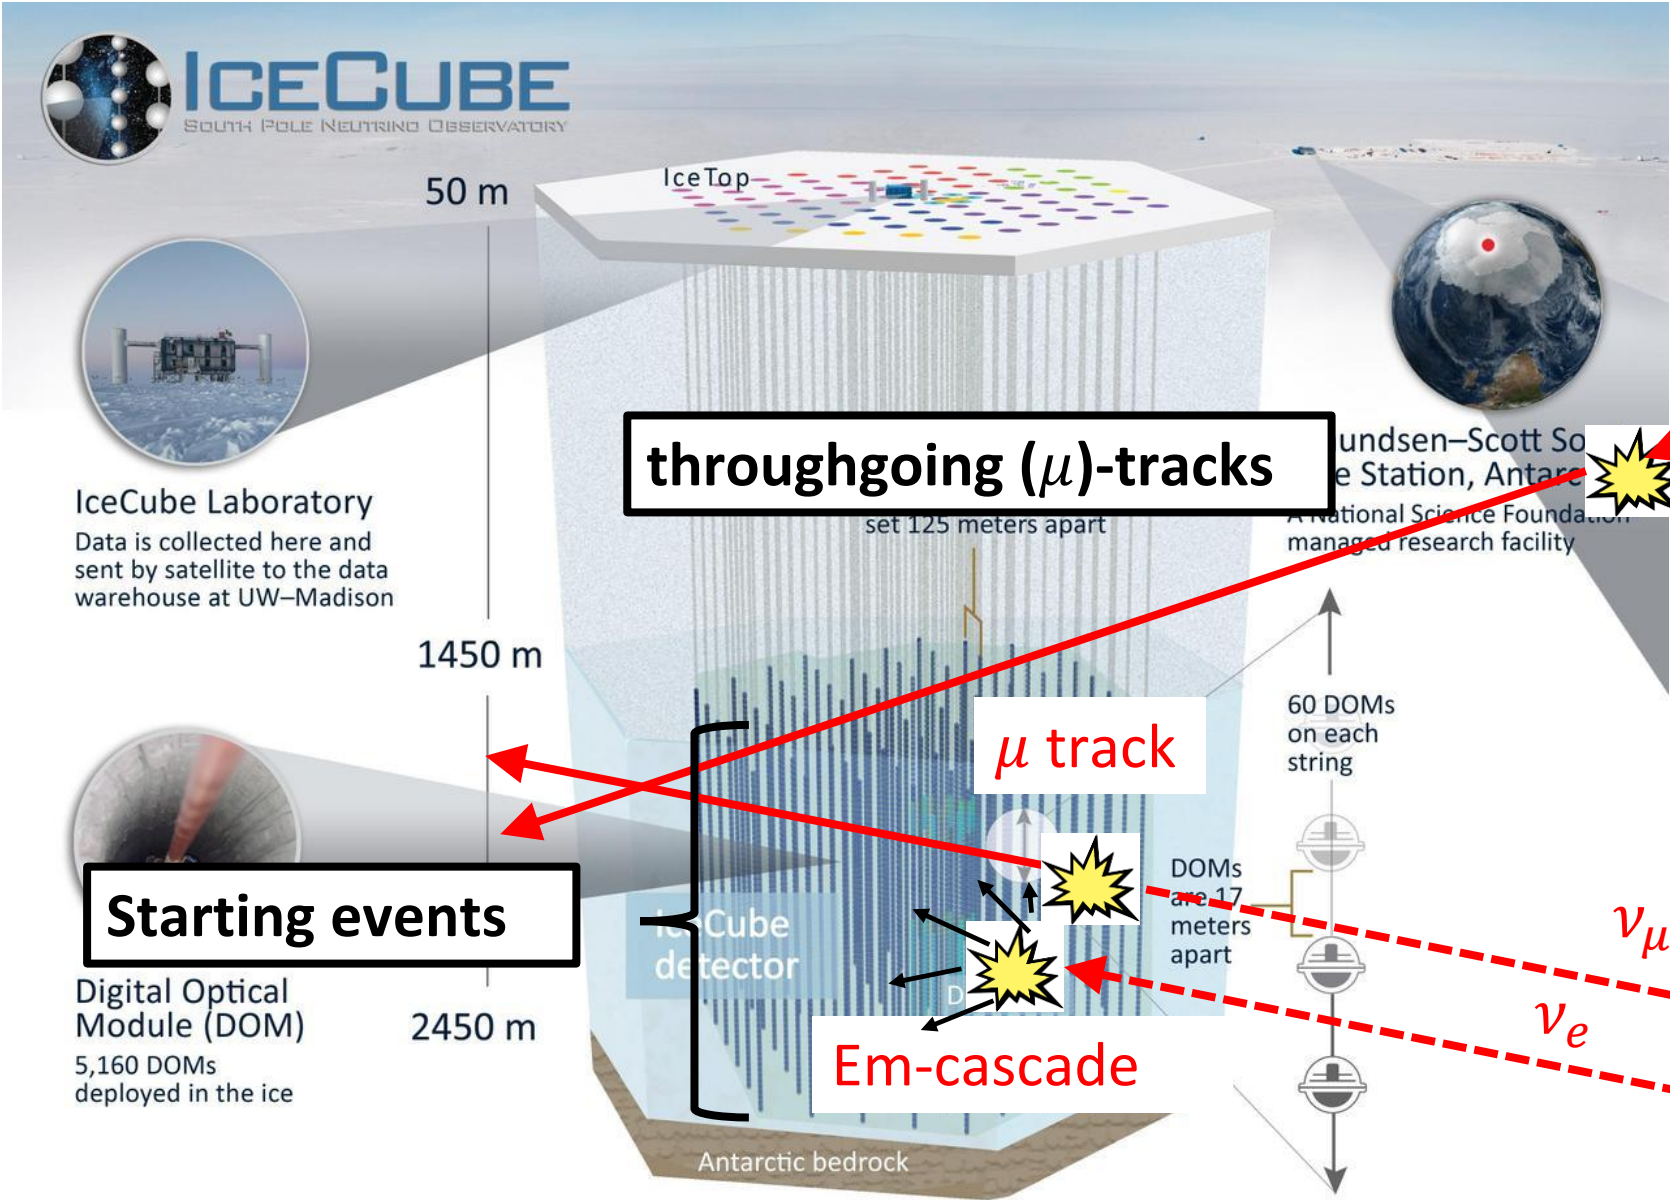 ICECUBE
SOUTH POLE NEUTRINO OBSERVATORY
50 m
IceTop
throughgoing (μ)-tracks
set 125 meters apart
undsen–Scott So
e Station, Antarc
A National Science Foundation
managed research facility
IceCube Laboratory
Data is collected here and
sent by satellite to the data
warehouse at UW–Madison
1450 m
60 DOMs
on each
string
μ track
DOMs
are 17
meters
apart
Starting events
IceCube
detector
ν_μ
ν_e
D
Digital Optical
Module (DOM)
5,160 DOMs
deployed in the ice
2450 m
Em-cascade
Antarctic bedrock